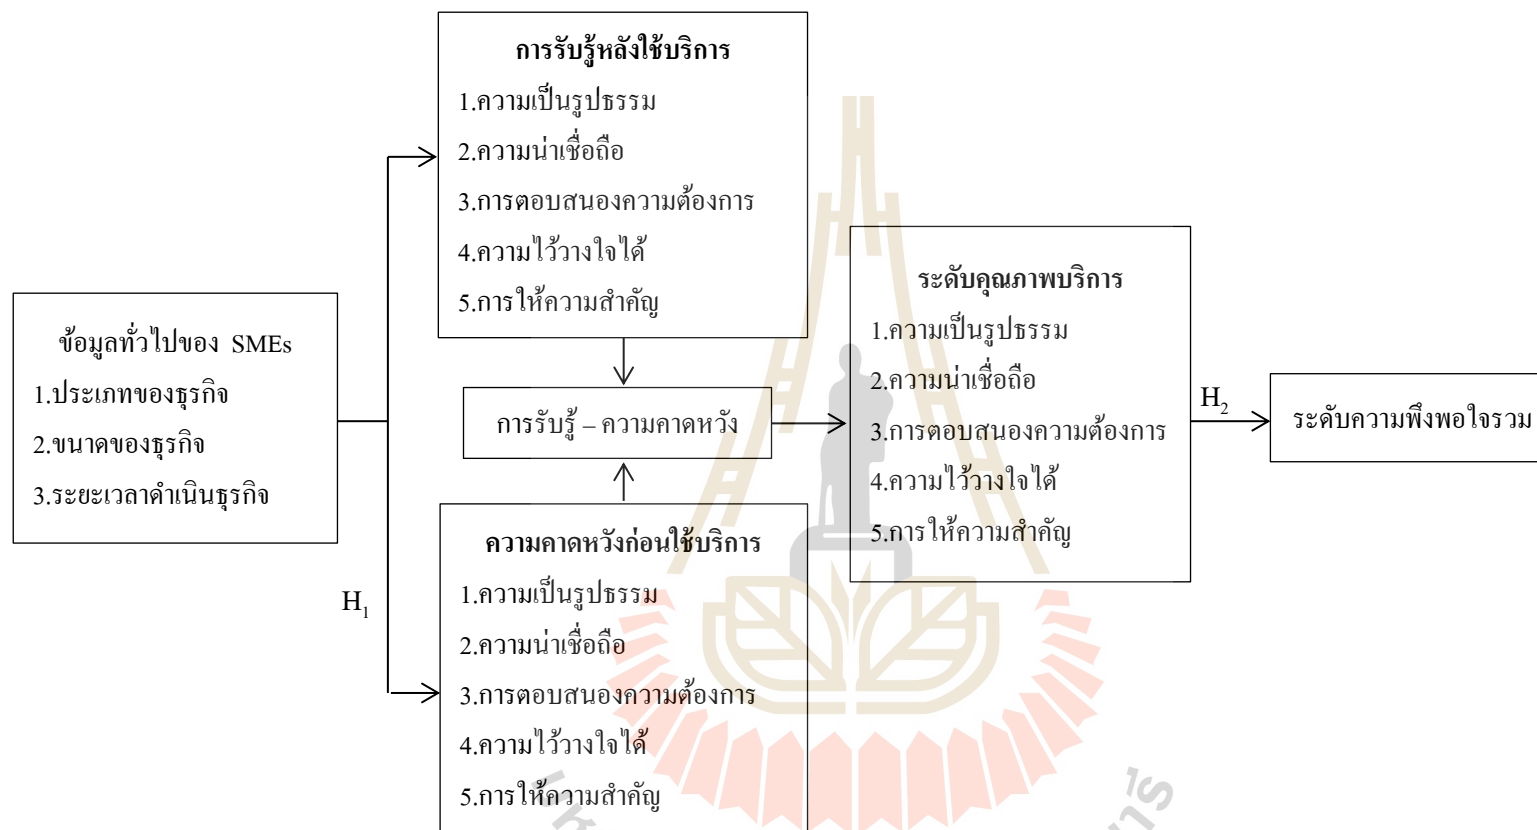 การรับรู้หลังใช้บริการ
1.ความเป็นรูปธรรม
2.ความน่าเชื่อถือ
3.การตอบสนองความต้องการ
4.ความไว้วางใจได้
5.การให้ความสำคัญ
ข้อมูลทั่วไปของ SMEs
1.ประเภทของธุรกิจ
2.ขนาดของธุรกิจ
3.ระยะเวลาดำเนินธุรกิจ
H1
การรับรู้ – ความคาดหวัง
ความคาดหวังก่อนใช้บริการ
1.ความเป็นรูปธรรม
2.ความน่าเชื่อถือ
3.การตอบสนองความต้องการ
4.ความไว้วางใจได้
5.การให้ความสำคัญ
ระดับคุณภาพบริการ
1.ความเป็นรูปธรรม
2.ความน่าเชื่อถือ
3.การตอบสนองความต้องการ
4.ความไว้วางใจได้
5.การให้ความสำคัญ
H2
ระดับความพึงพอใจรวม